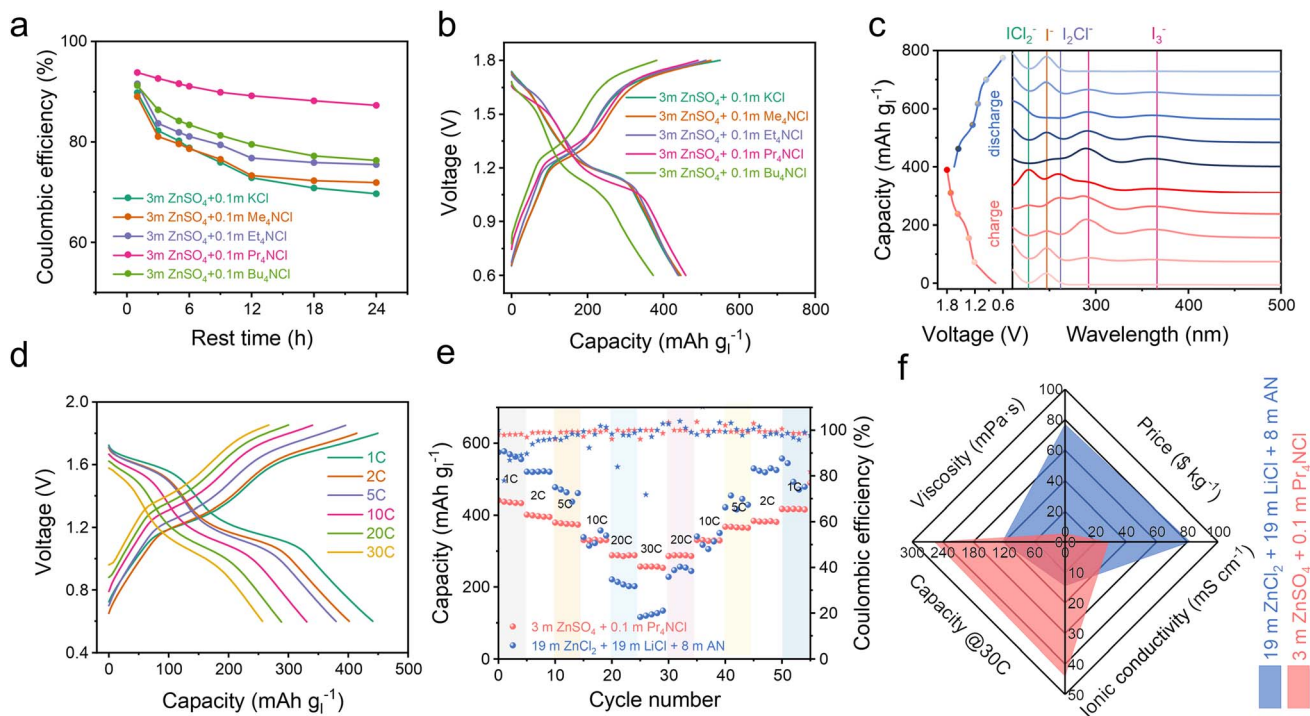 a
Coulombic efficiency (%)
100
80
60
3m ZnSO₄+0.1m KCl
3m ZnSO₄+0.1m Me₄NCl
3m ZnSO₄+0.1m Et₄NCl
3m ZnSO₄+0.1m Pr₄NCl
3m ZnSO₄+0.1m Bu₄NCl
0 6 12 18 24
Rest time (h)
b
Voltage (V)
1.8
1.5
1.2
0.9
0.6
3m ZnSO₄+ 0.1m KCl
3m ZnSO₄+ 0.1m Me₄NCl
3m ZnSO₄+ 0.1m Et₄NCl
3m ZnSO₄+ 0.1m Pr₄NCl
3m ZnSO₄+ 0.1m Bu₄NCl
0 200 400 600 800
Capacity (mAh gI⁻¹)
c
ICl₂⁻ I⁻ I₂Cl⁻ I₃⁻
Capacity (mAh g⁻¹)
800
600
400
200
0
discharge
charge
1.8 1.2 0.6
300 400 500
Voltage (V)
Wavelength (nm)
d
Voltage (V)
2.0
1.6
1.2
0.8
0.4
1C
2C
5C
10C
20C
30C
0 100 200 300 400 500
Capacity (mAh gI⁻¹)
e
Capacity (mAh gI⁻¹)
600
400
200
0
1C 2C 5C 10C 20C 30C 20C 10C 5C 2C 1C
3 m ZnSO₄ + 0.1 m Pr₄NCl
19 m ZnCl₂ + 19 m LiCl + 8 m AN
100
80
60
40
20
0
Coulombic efficiency (%)
0 10 20 30 40 50
Cycle number
f
Viscosity (mPa·s)
Price ($ kg⁻¹)
100
80
60
40
20
0
300 240 180 120 60 0
0 20 40 60 80 100
10
20
30
40
50
Capacity @30C
Ionic conductivity (mS cm⁻¹)
19 m ZnCl₂ + 19 m LiCl + 8 m AN
3 m ZnSO₄ + 0.1 m Pr₄NCl